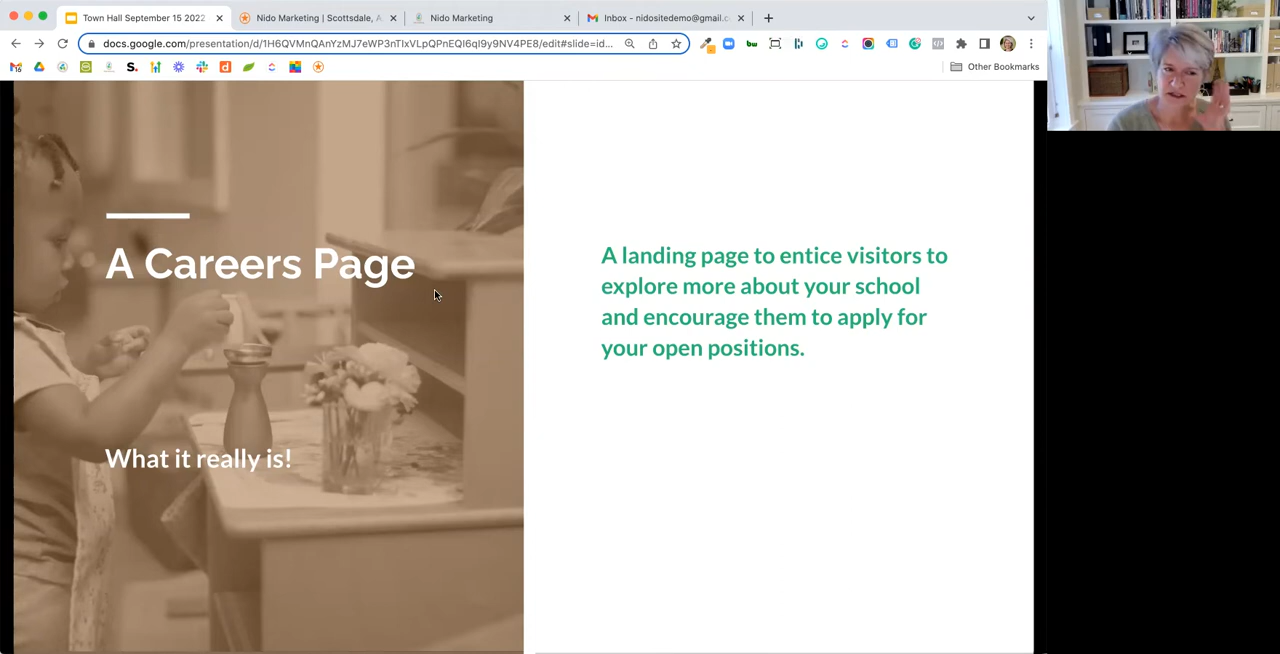 Town Hall September 15 2022
Nido Marketing | Scottsdale, A
Nido Marketing
Inbox - nidositedemo@gmail.c
docs.google.com/presentation/d/1H6QVMnQAnYzMJ7eWP3nTlxVLpQPnEQI6qI9y9NV4PE8/edit#slide=id...
Other Bookmarks
A Careers Page
What it really is!
A landing page to entice visitors to
explore more about your school
and encourage them to apply for
your open positions.